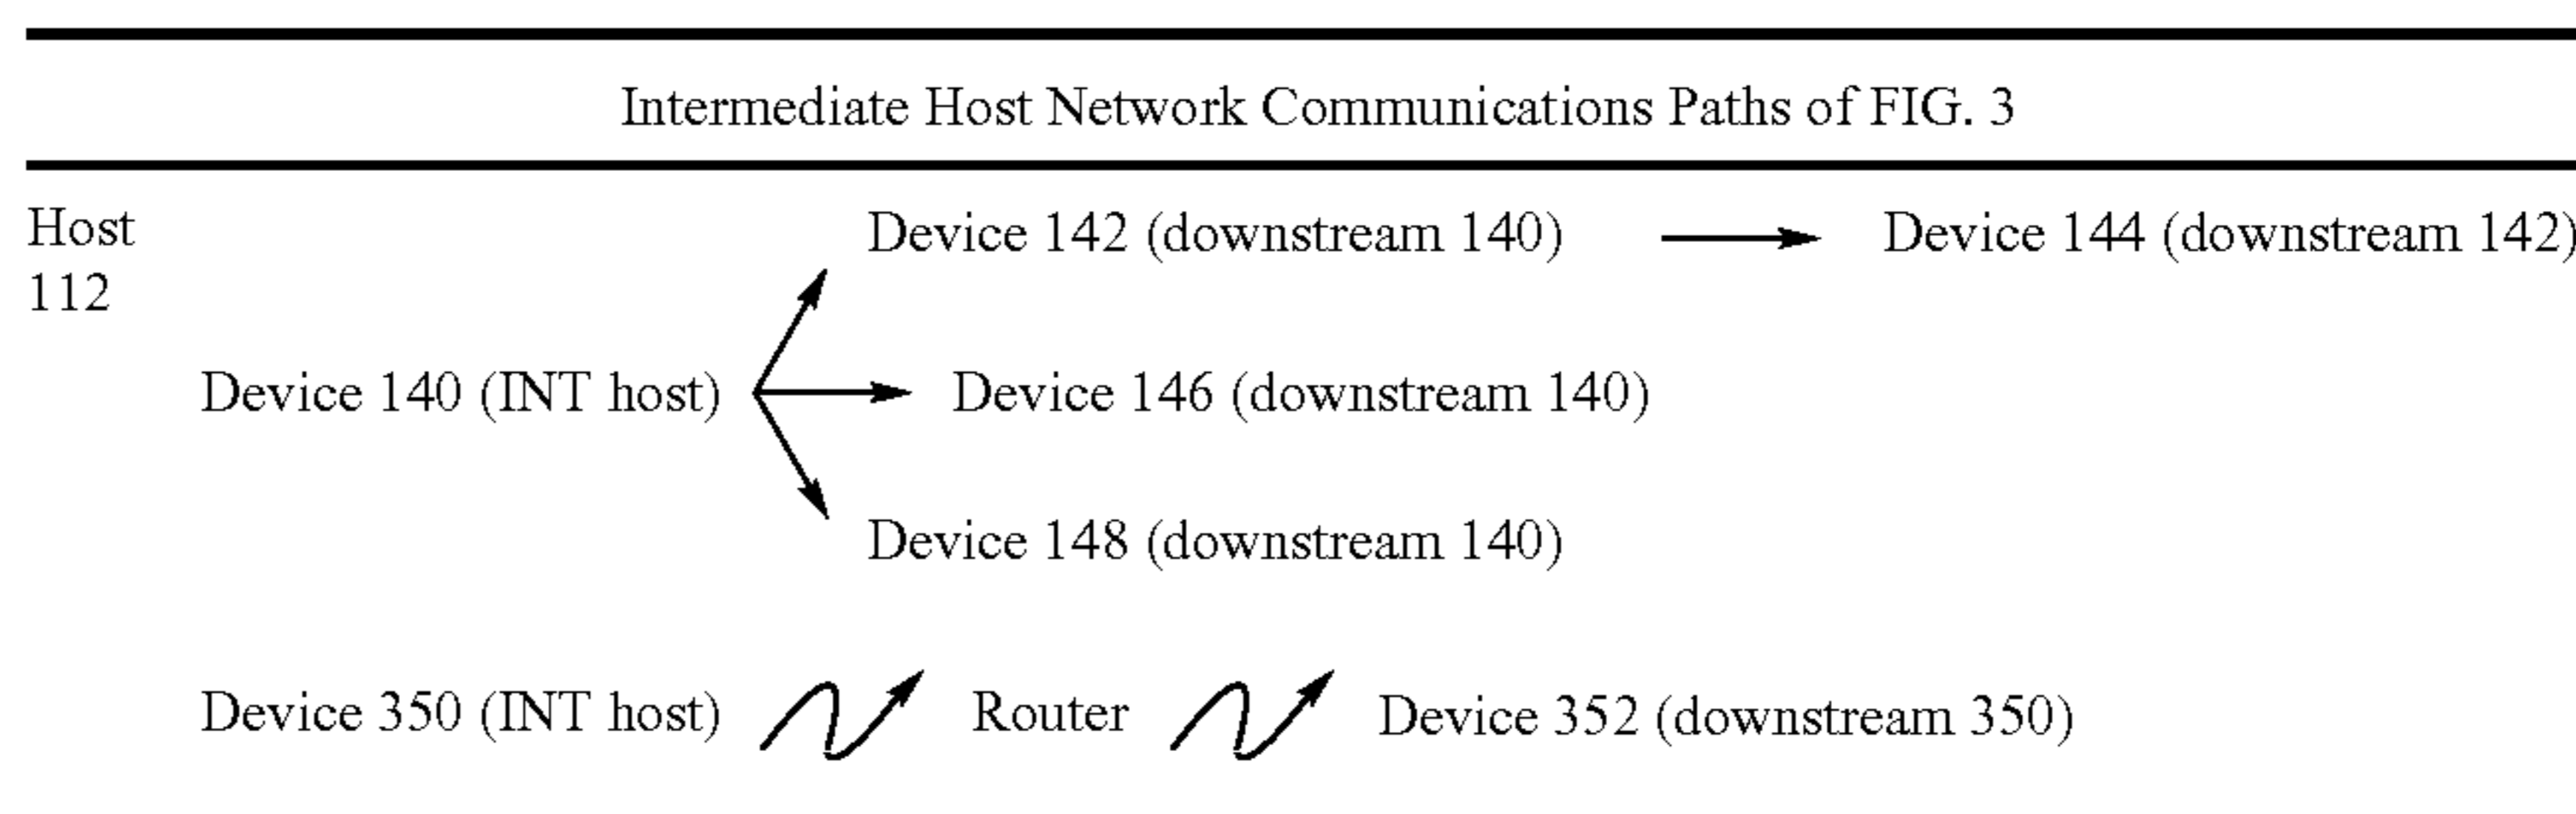 Intermediate Host Network Communications Paths of FIG. 3
Host
112
Device 142 (downstream 140)
Device 144 (downstream 142)
Device 140 (INT host)
Device 146 (downstream 140)
Device 148 (downstream 140)
Device 350 (INT host)
Router
Device 352 (downstream 350)